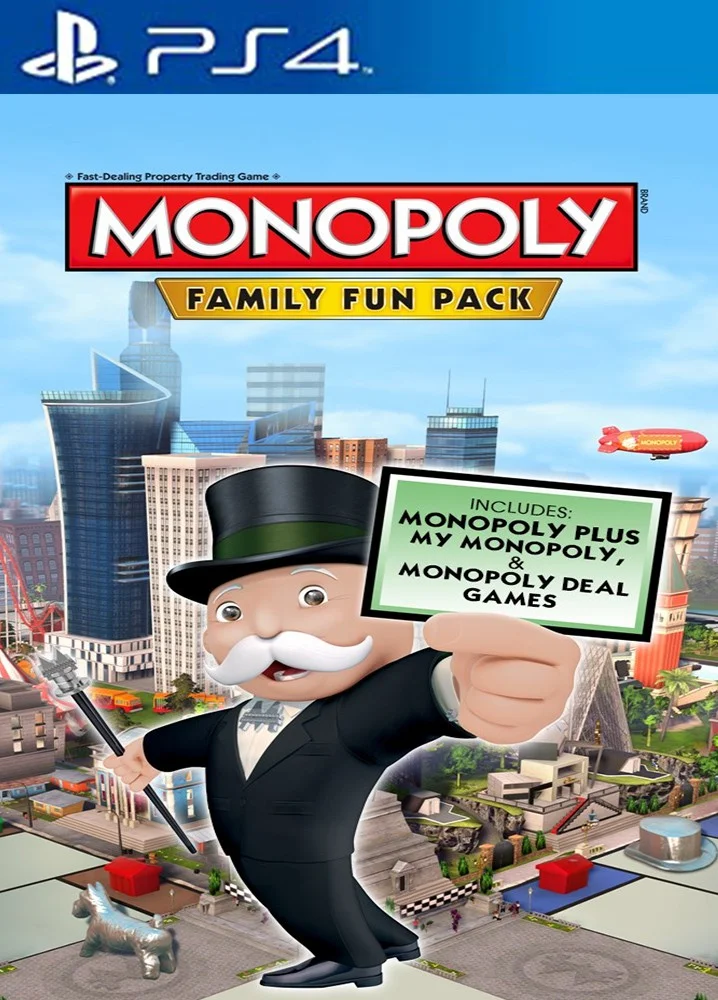 PS4
Fast-Dealing Property Trading Game
MONOPOLY
BRAND
FAMILY FUN PACK
MONOPOLY
INCLUDES:
MONOPOLY PLUS
MY MONOPOLY,
&
MONOPOLY DEAL
GAMES